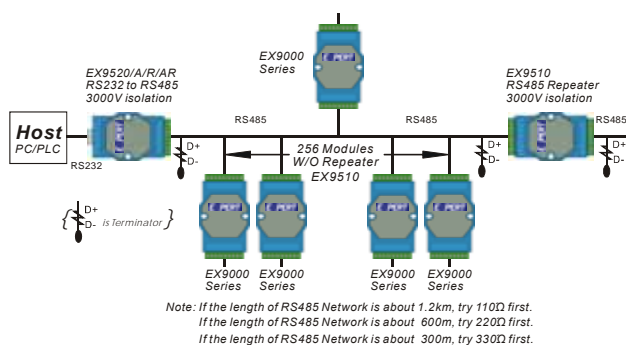 EX9000
Series
EX9520/A/R/AR
RS232 to RS485
3000V isolation
EX9510
RS485 Repeater
3000V isolation
Host
PC/PLC
RS232
RS485
RS485
RS485
D+
D-
D+
D-
D+
D-
256 Modules
W/O Repeater
EX9510
{ D+
D- is Terminator }
EX9000
Series
EX9000
Series
EX9000
Series
EX9000
Series
Note: If the length of RS485 Network is about 1.2km, try 110Ω first.
If the length of RS485 Network is about 600m, try 220Ω first.
If the length of RS485 Network is about 300m, try 330Ω first.